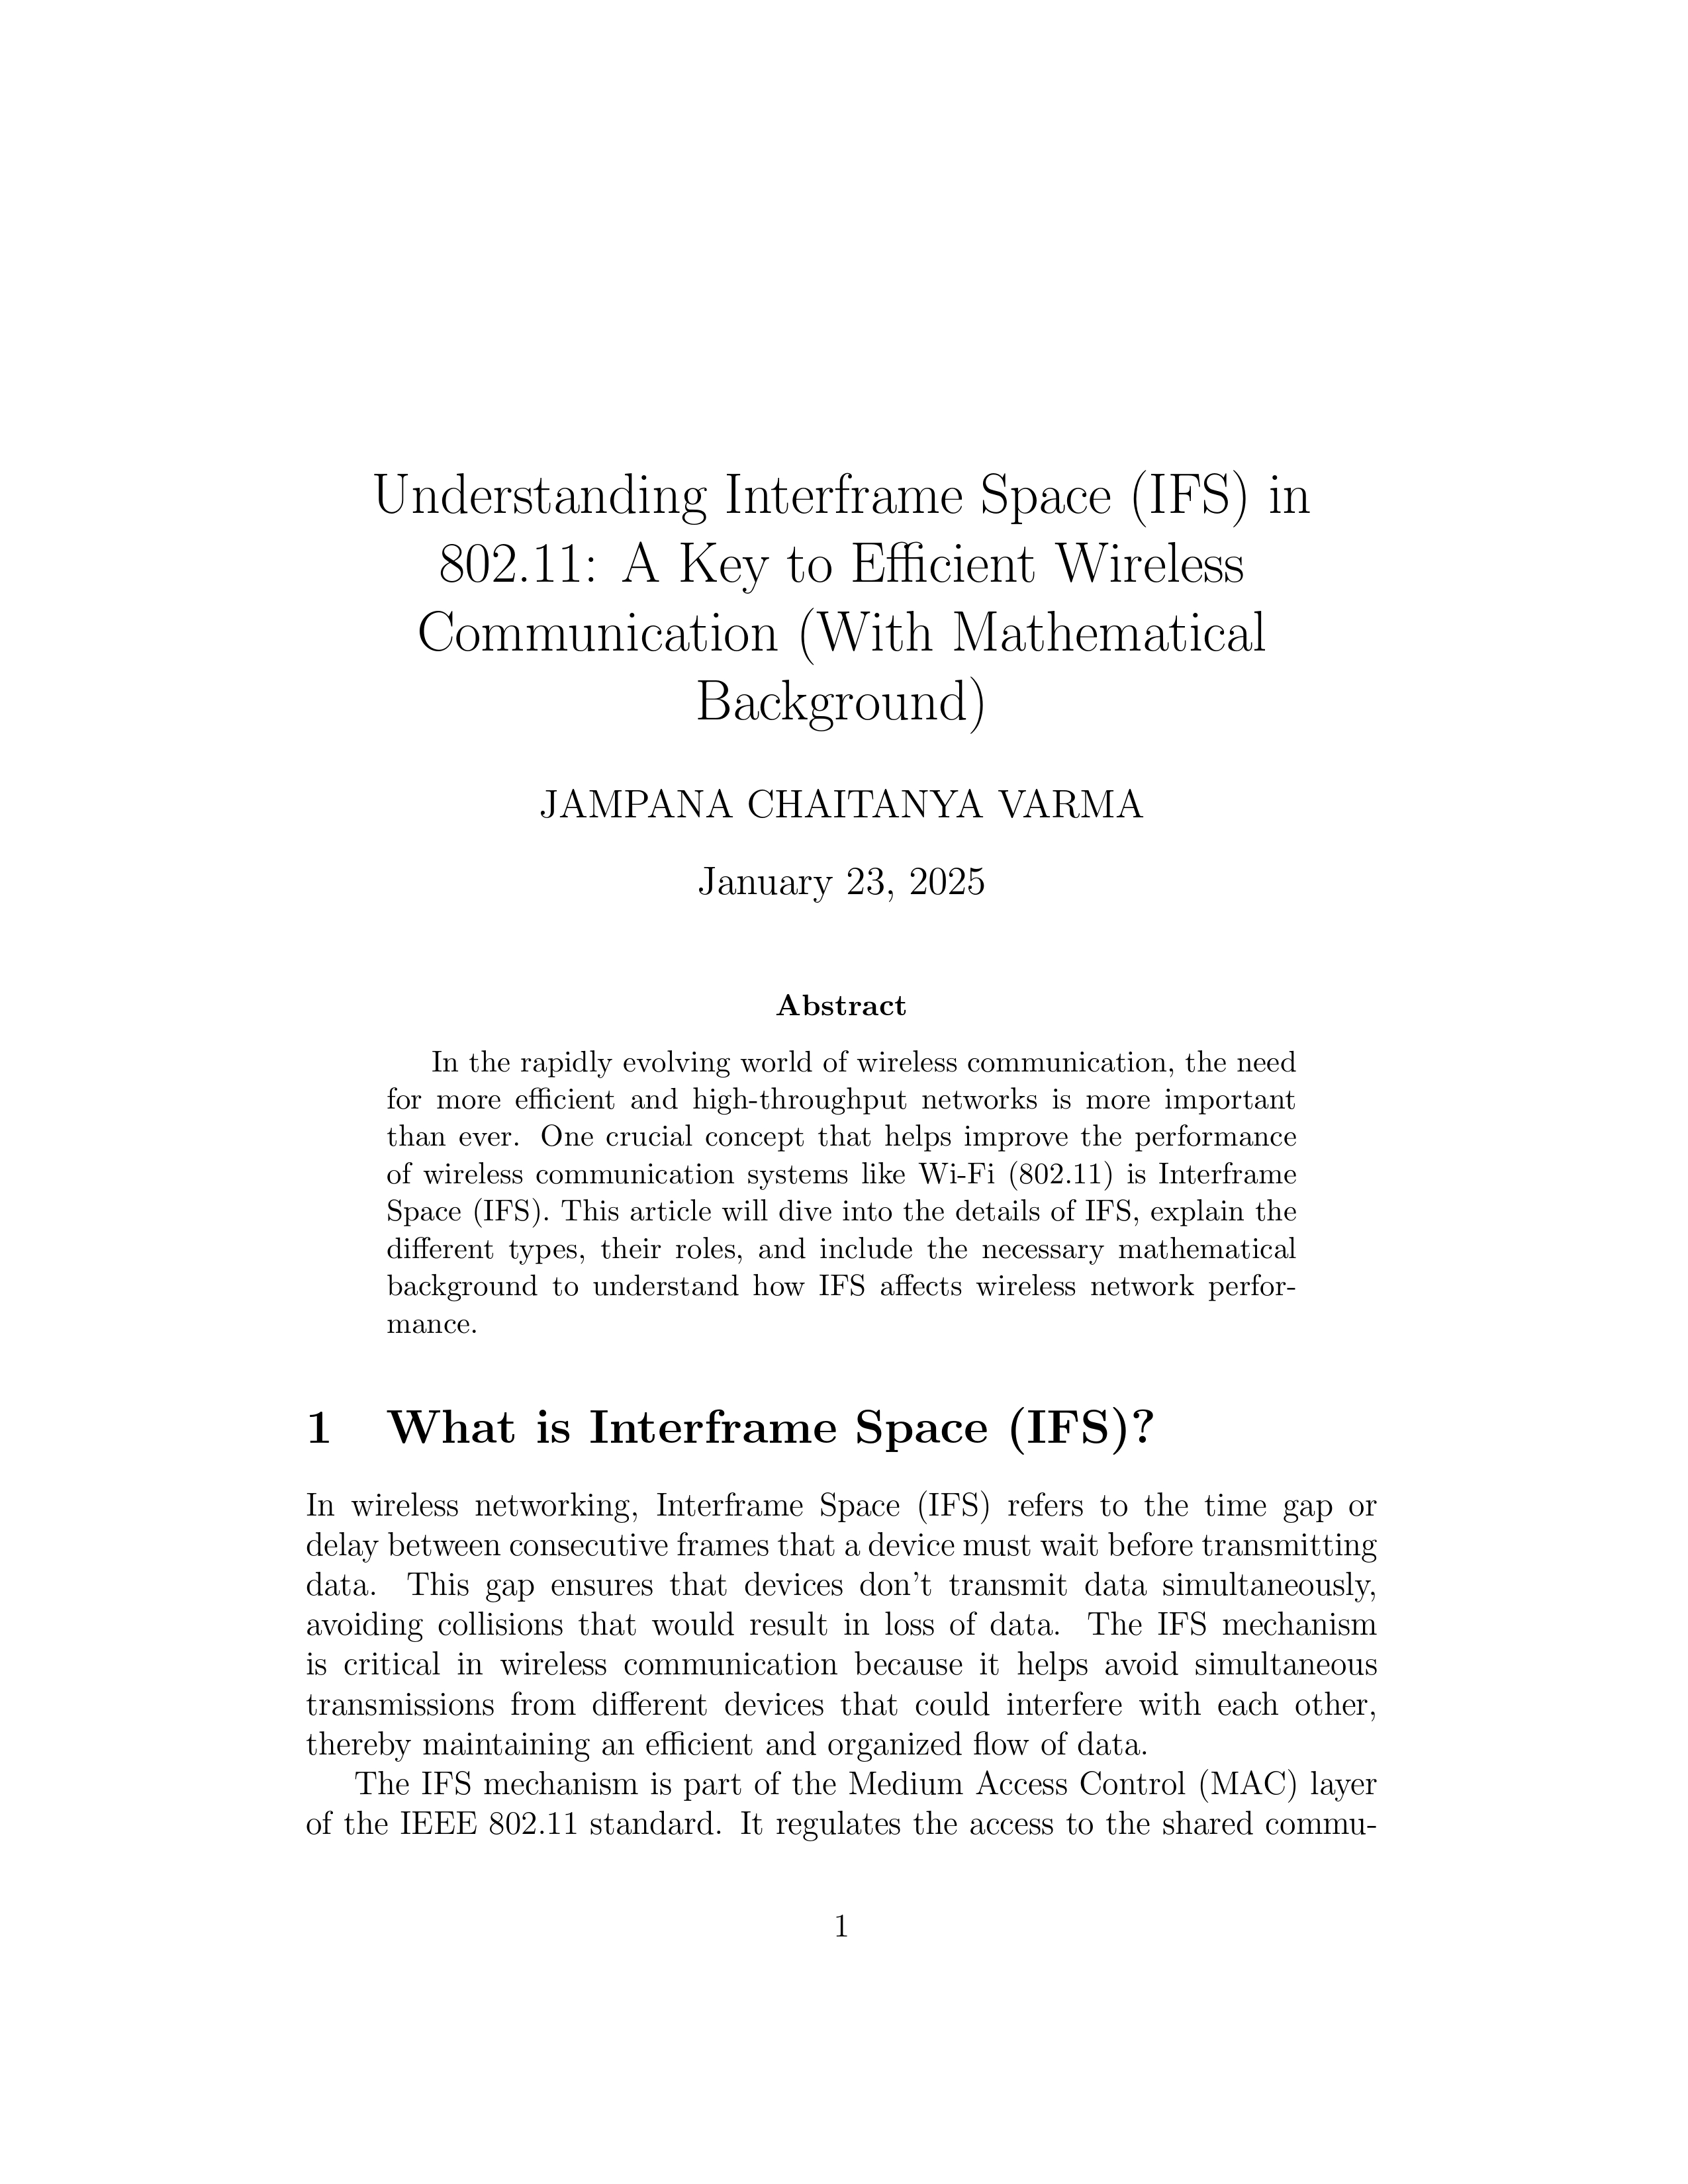 Understanding Interframe Space (IFS) in
802.11: A Key to Efficient Wireless
Communication (With Mathematical
Background)
JAMPANA CHAITANYA VARMA
January 23, 2025
Abstract
In the rapidly evolving world of wireless communication, the need
for more efficient and high-throughput networks is more important
than ever. One crucial concept that helps improve the performance
of wireless communication systems like Wi-Fi (802.11) is Interframe
Space (IFS). This article will dive into the details of IFS, explain the
different types, their roles, and include the necessary mathematical
background to understand how IFS affects wireless network perfor-
mance.
1 What is Interframe Space (IFS)?
In wireless networking, Interframe Space (IFS) refers to the time gap or
delay between consecutive frames that a device must wait before transmitting
data. This gap ensures that devices don't transmit data simultaneously,
avoiding collisions that would result in loss of data. The IFS mechanism
is critical in wireless communication because it helps avoid simultaneous
transmissions from different devices that could interfere with each other,
thereby maintaining an efficient and organized flow of data.
The IFS mechanism is part of the Medium Access Control (MAC) layer
of the IEEE 802.11 standard. It regulates the access to the shared commu-
1